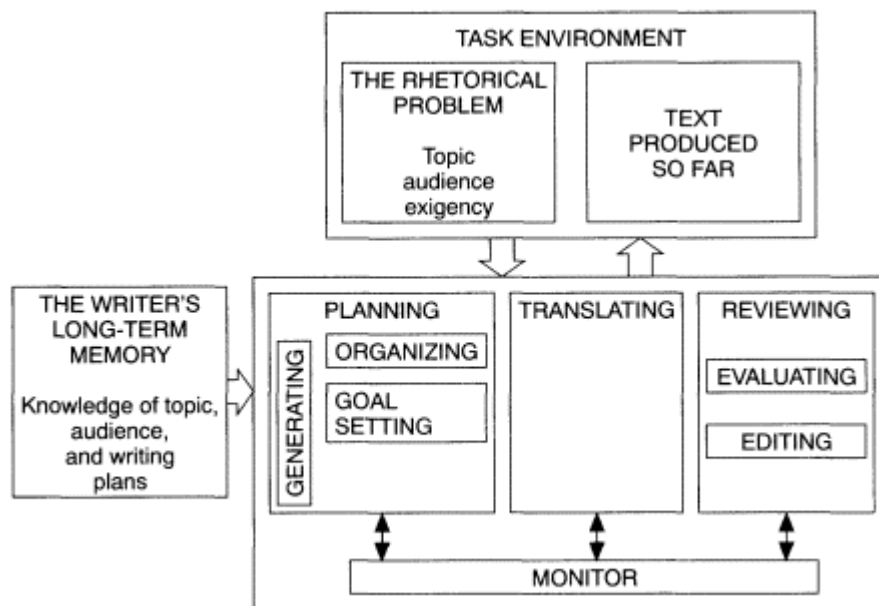 TASK ENVIRONMENT
THE RHETORICAL
PROBLEM
Topic
audience
exigency
TEXT
PRODUCED
SO FAR
THE WRITER'S
LONG-TERM
MEMORY
Knowledge of topic,
audience,
and writing
plans
PLANNING
GENERATING
ORGANIZING
GOAL
SETTING
TRANSLATING
REVIEWING
EVALUATING
EDITING
MONITOR